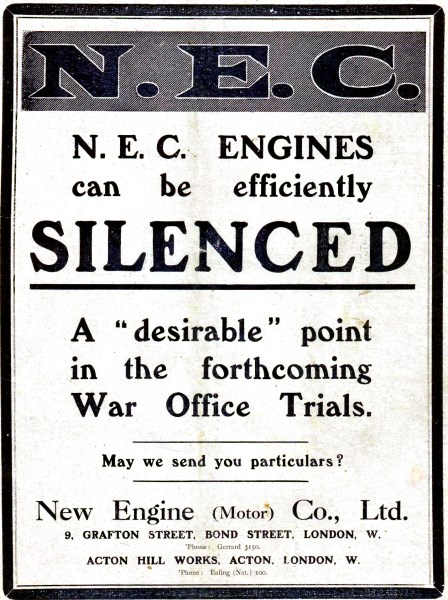 N. E. C.
N. E. C. ENGINES
can be efficiently
SILENCED
A "desirable" point
in the forthcoming
War Office Trials.
May we send you particulars?
New Engine (Motor) Co., Ltd.
9, GRAFTON STREET, BOND STREET, LONDON, W.
'Phone: Gerrard 3150.
ACTON HILL WORKS, ACTON, LONDON, W.
'Phone: Ealing (Nat.) 100.